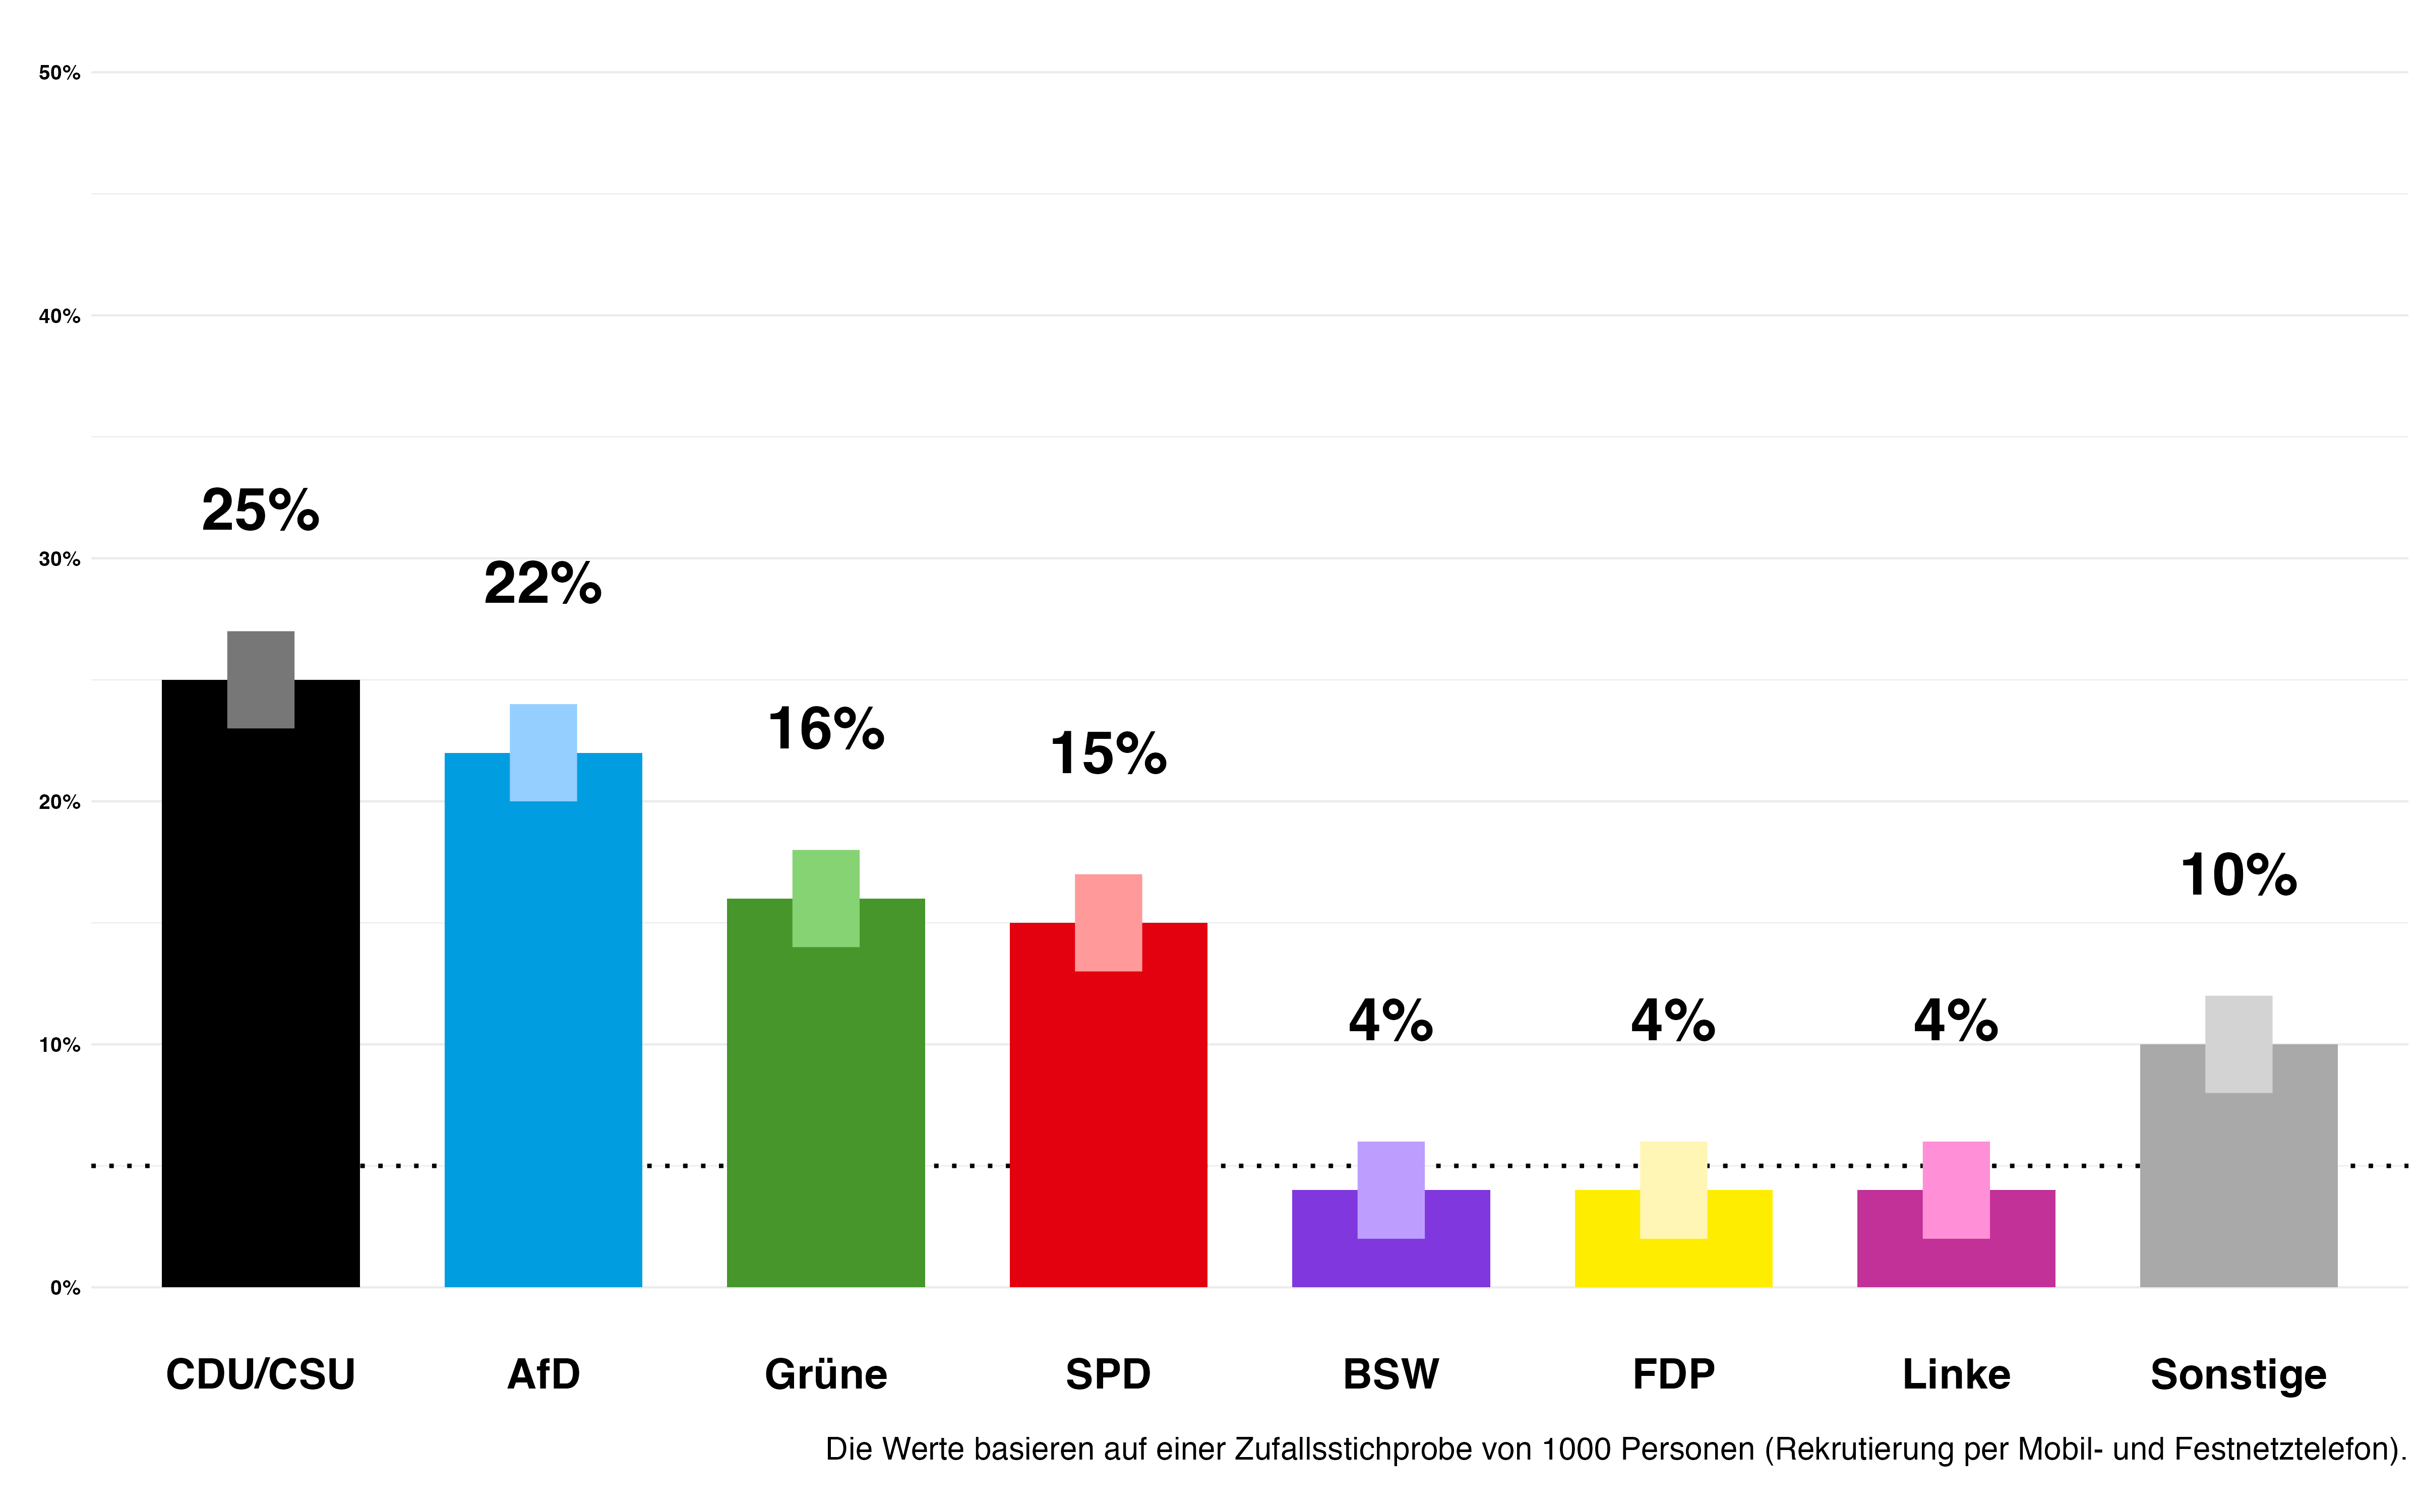 50%
40%
30%
20%
10%
0%
25%
22%
16%
15%
4%
4%
4%
10%
CDU/CSU
AfD
Grüne
SPD
BSW
FDP
Linke
Sonstige
Die Werte basieren auf einer Zufallsstichprobe von 1000 Personen (Rekrutierung per Mobil- und Festnetztelefon).